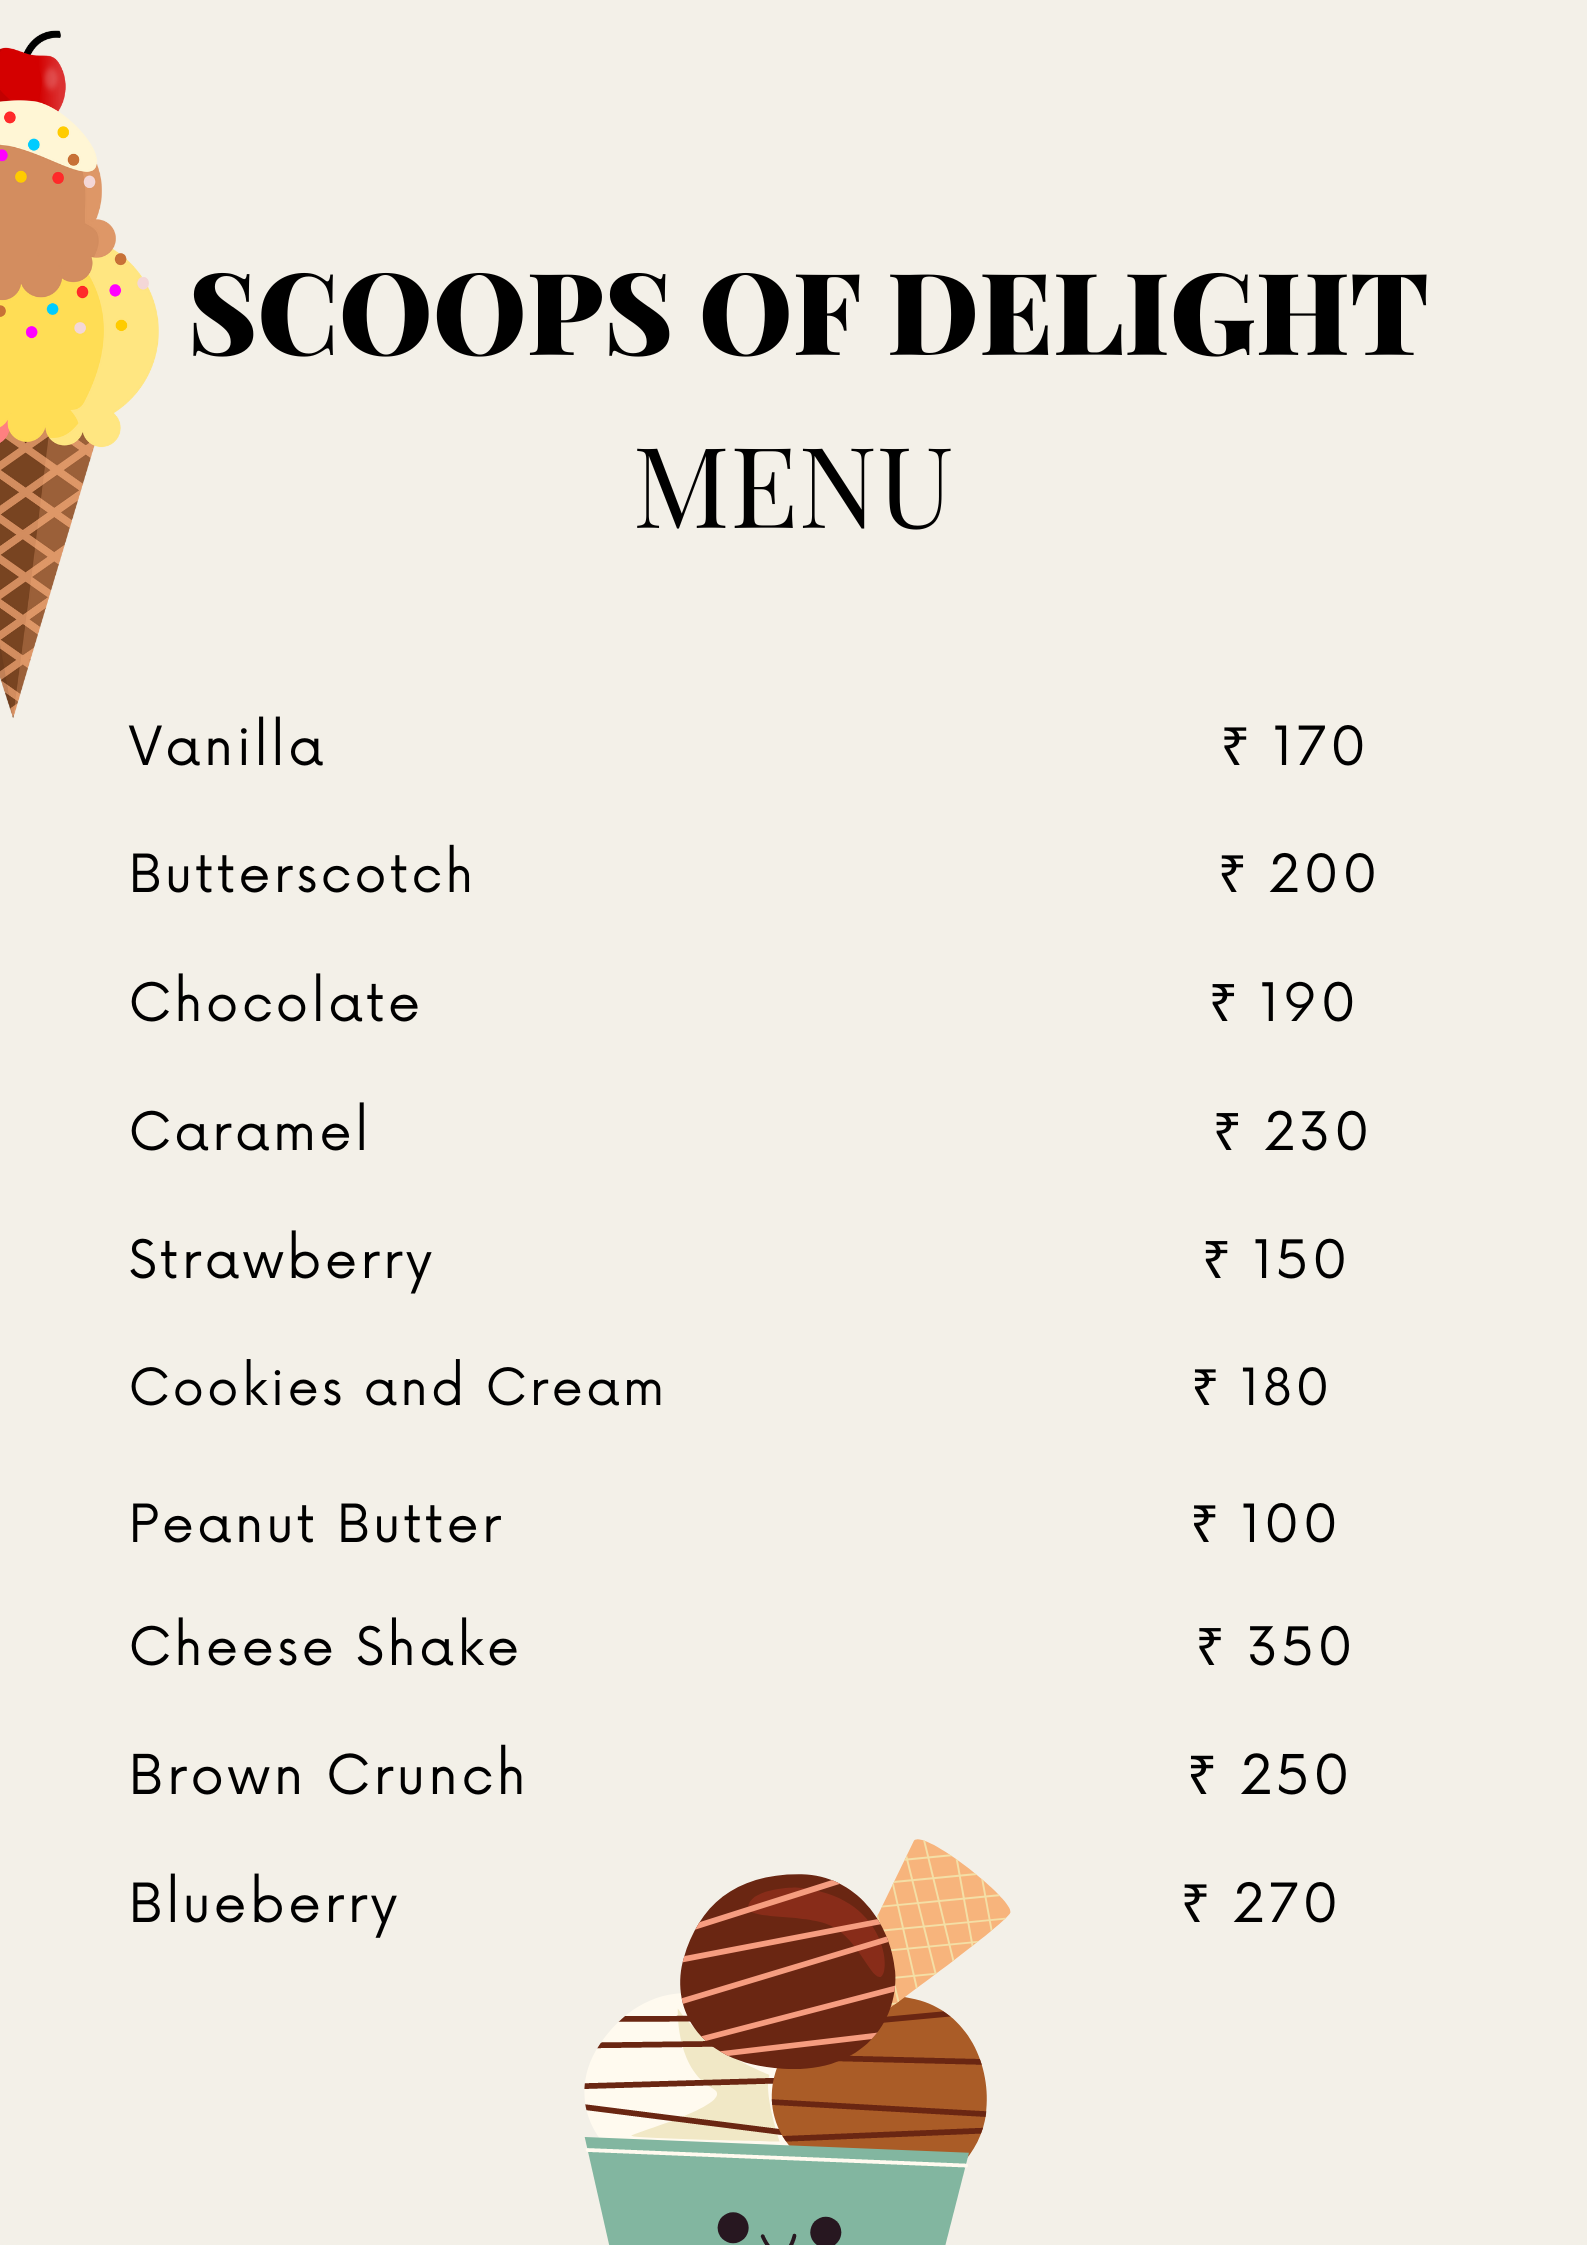 SCOOPS OF DELIGHT
MENU
Vanilla ₹ 170
Butterscotch ₹ 200
Chocolate ₹ 190
Caramel ₹ 230
Strawberry ₹ 150
Cookies and Cream ₹ 180
Peanut Butter ₹ 100
Cheese Shake ₹ 350
Brown Crunch ₹ 250
Blueberry ₹ 270